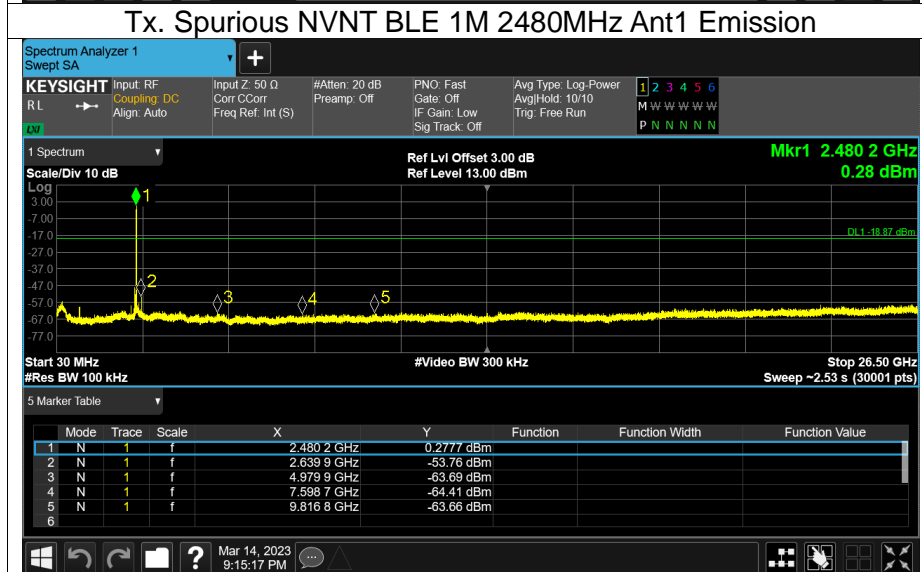 Tx. Spurious NVNT BLE 1M 2480MHz Ant1 Emission
Spectrum Analyzer 1
Swept SA
+
KEYSIGHT Input: RF Input Z: 50 Ω #Atten: 20 dB PNO: Fast Avg Type: Log-Power 1 2 3 4 5 6
R L Coupling: DC Corr CCorr Preamp: Off Gate: Off Avg|Hold: 10/10 M W W W W W
Align: Auto Freq Ref: Int (S) IF Gain: Low Trig: Free Run
LXI Sig Track: Off P N N N N N
1 Spectrum Ref Lvl Offset 3.00 dB Mkr1 2.480 2 GHz
Scale/Div 10 dB Ref Level 13.00 dBm 0.28 dBm
Log
1
3.00
-7.00
-17.0 DL1 -18.87 dBm
-27.0
-37.0
-47.0 2
-57.0 3 4 5
-67.0
-77.0
Start 30 MHz #Video BW 300 kHz Stop 26.50 GHz
#Res BW 100 kHz Sweep ~2.53 s (30001 pts)
5 Marker Table
Mode Trace Scale X Y Function Function Width Function Value
1 N 1 f 2.480 2 GHz 0.2777 dBm
2 N 1 f 2.639 9 GHz -53.76 dBm
3 N 1 f 4.979 9 GHz -63.69 dBm
4 N 1 f 7.598 7 GHz -64.41 dBm
5 N 1 f 9.816 8 GHz -63.66 dBm
6
? Mar 14, 2023
9:15:17 PM